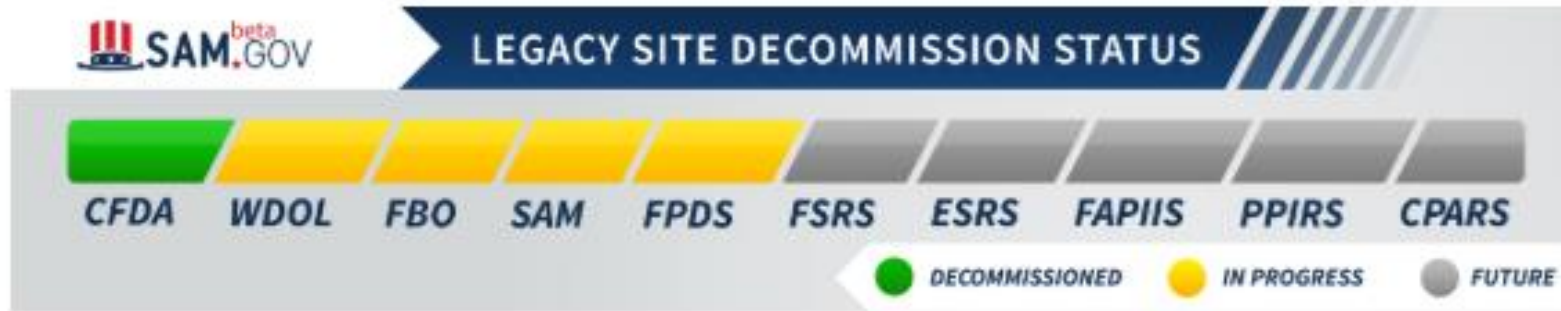 SAM.GOV beta
LEGACY SITE DECOMMISSION STATUS
CFDA WDOL FBO SAM FPDS FSRS ESRS FAPIIS PPIRS CPARS
DECOMMISSIONED IN PROGRESS FUTURE